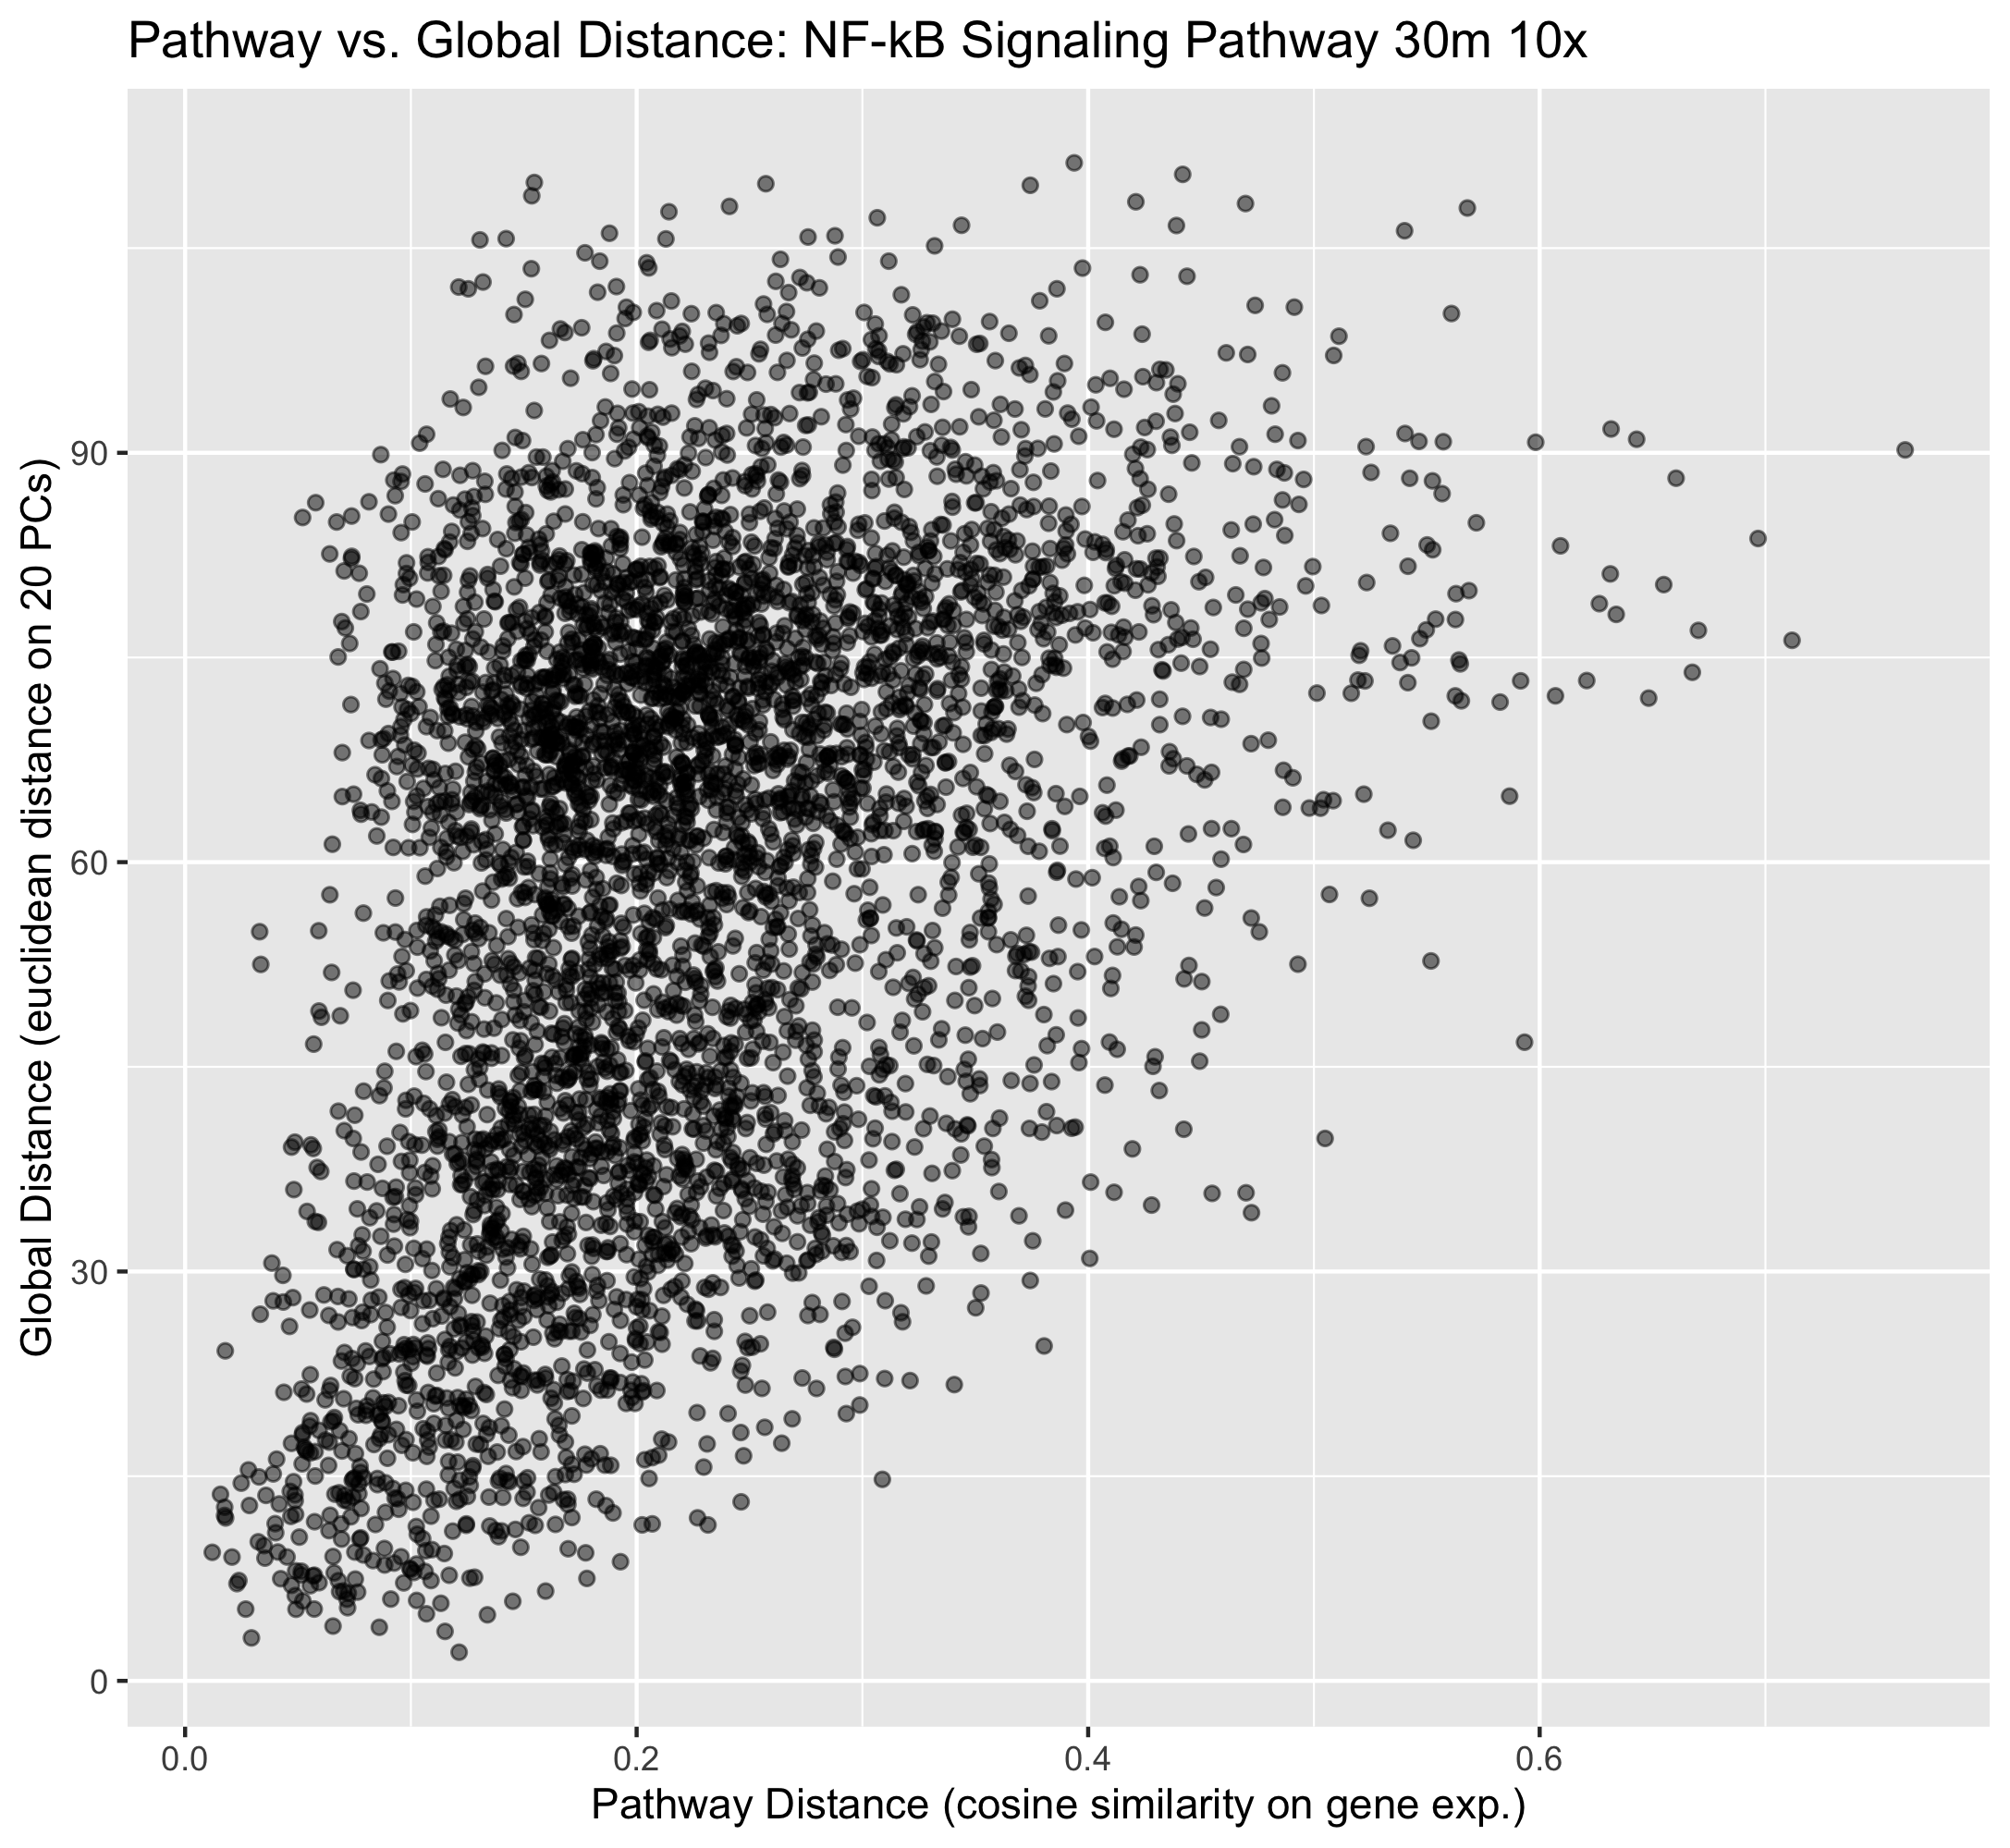 Pathway vs. Global Distance: NF-kB Signaling Pathway 30m 10x
Global Distance (euclidean distance on 20 PCs)
90
60
30
0
0.0
0.2
0.4
0.6
Pathway Distance (cosine similarity on gene exp.)